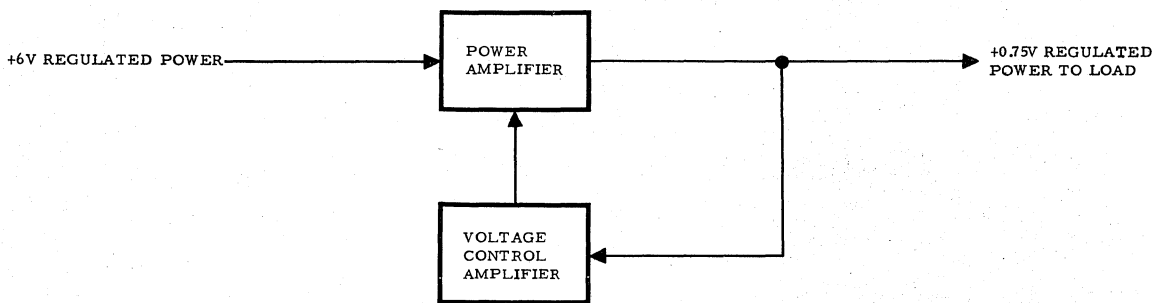 +6V REGULATED POWER
POWER
AMPLIFIER
+0.75V REGULATED
POWER TO LOAD
VOLTAGE
CONTROL
AMPLIFIER